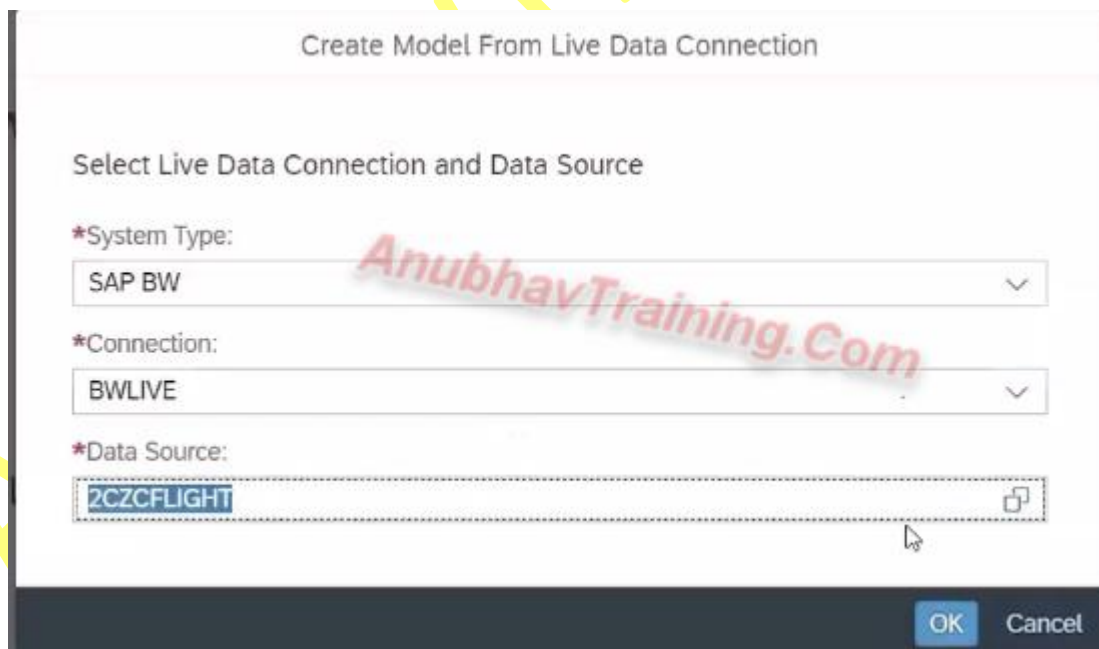 Create Model From Live Data Connection
Select Live Data Connection and Data Source
*System Type:
SAP BW
AnubhavTraining.Com
*Connection:
BWLIVE
*Data Source:
2CZCFLIGHT
OK Cancel